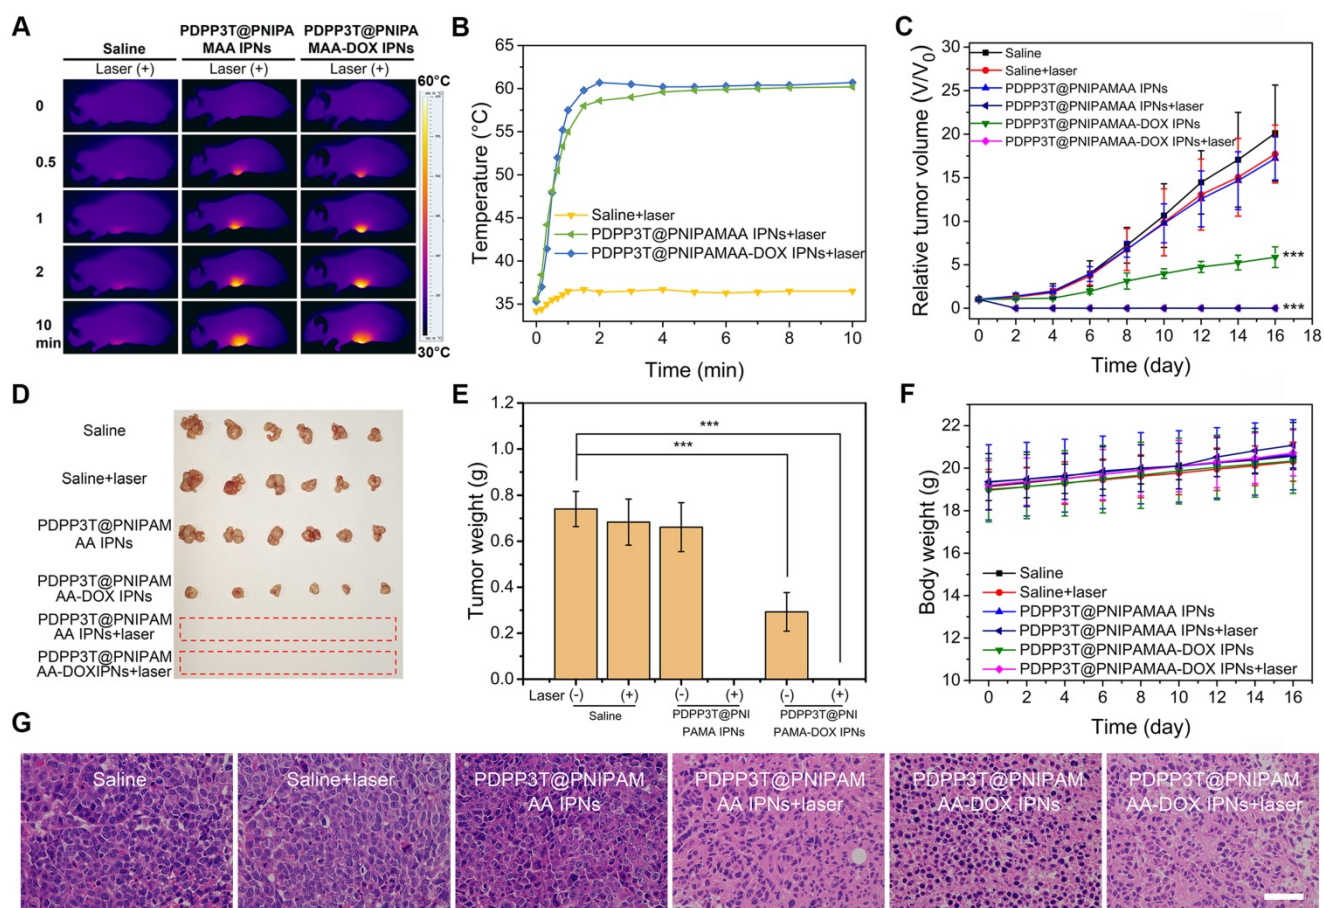 A
Saline
PDPP3T@PNIPA
MAA IPNs
PDPP3T@PNIPA
MAA-DOX IPNs
Laser (+)
Laser (+)
Laser (+)
0
0.5
1
2
10
min
60°C
30°C
B
Temperature (°C)
65
60
55
50
45
40
35
Saline+laser
PDPP3T@PNIPAMAA IPNs+laser
PDPP3T@PNIPAMAA-DOX IPNs+laser
0 2 4 6 8 10
Time (min)
C
Relative tumor volume (V/V0)
30
25
20
15
10
5
0
Saline
Saline+laser
PDPP3T@PNIPAMAA IPNs
PDPP3T@PNIPAMAA IPNs+laser
PDPP3T@PNIPAMAA-DOX IPNs
PDPP3T@PNIPAMAA-DOX IPNs+laser
***
***
0 2 4 6 8 10 12 14 16 18
Time (day)
D
Saline
Saline+laser
PDPP3T@PNIPAM
AA IPNs
PDPP3T@PNIPAM
AA-DOX IPNs
PDPP3T@PNIPAM
AA IPNs+laser
PDPP3T@PNIPAM
AA-DOXIPNs+laser
E
Tumor weight (g)
1.2
1.0
0.8
0.6
0.4
0.2
0.0
***
***
Laser (-) (+) (-) (+) (-) (+)
Saline
PDPP3T@PNI
PAMA IPNs
PDPP3T@PNI
PAMA-DOX IPNs
F
Body weight (g)
22
20
18
16
14
12
10
Saline
Saline+laser
PDPP3T@PNIPAMAA IPNs
PDPP3T@PNIPAMAA IPNs+laser
PDPP3T@PNIPAMAA-DOX IPNs
PDPP3T@PNIPAMAA-DOX IPNs+laser
0 2 4 6 8 10 12 14 16
Time (day)
G
Saline
Saline+laser
PDPP3T@PNIPAM
AA IPNs
PDPP3T@PNIPAM
AA IPNs+laser
PDPP3T@PNIPAM
AA-DOX IPNs
PDPP3T@PNIPAM
AA-DOX IPNs+laser